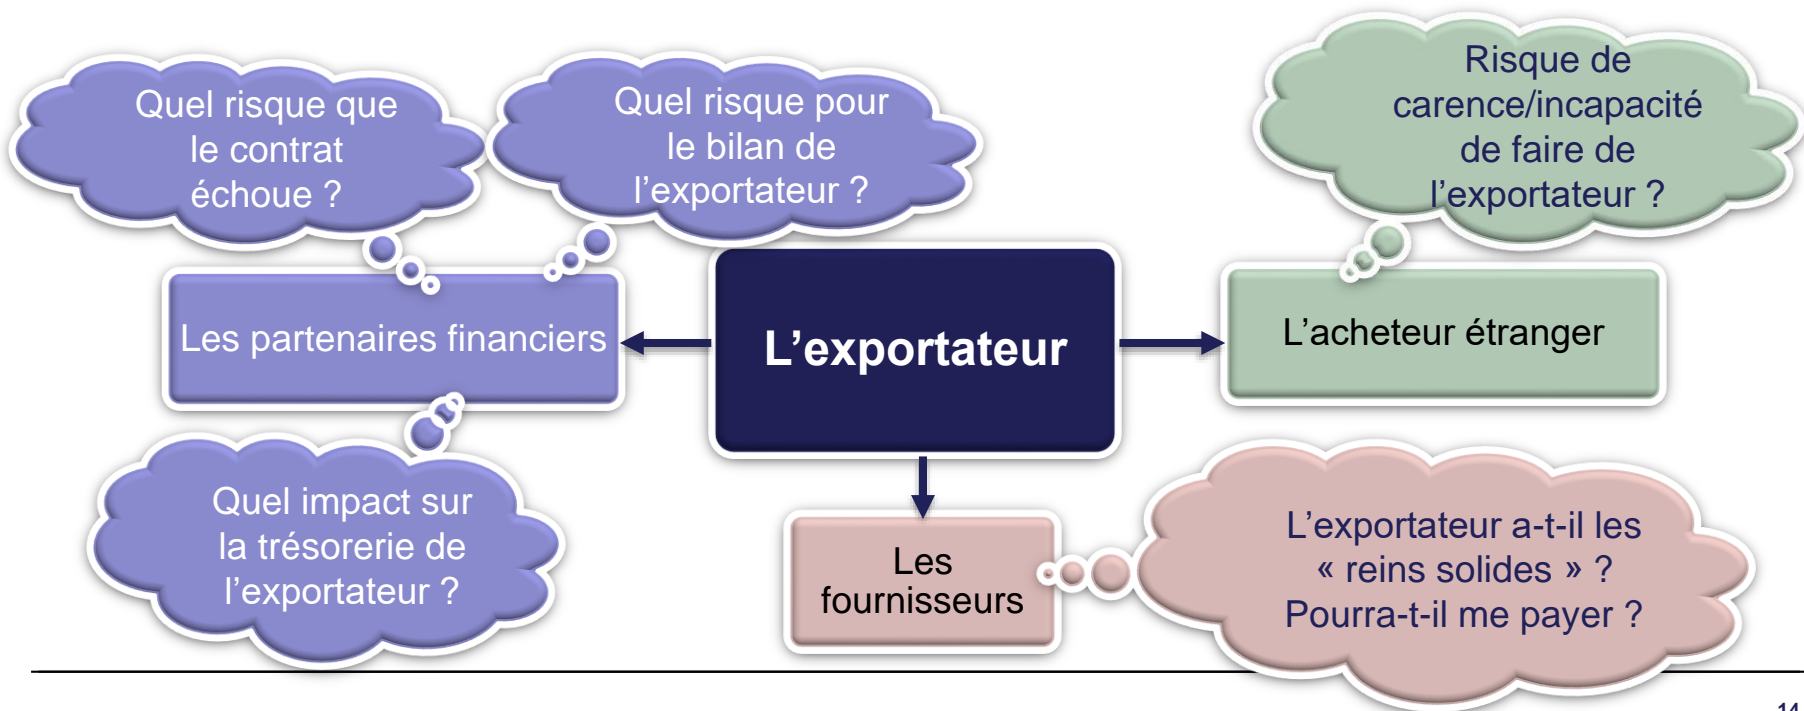 Quel risque que
le contrat
échoue ?
Quel risque pour
le bilan de
l’exportateur ?
Risque de
carence/incapacité
de faire de
l’exportateur ?
Les partenaires financiers
L’exportateur
L’acheteur étranger
Quel impact sur
la trésorerie de
l’exportateur ?
Les
fournisseurs
L’exportateur a-t-il les
« reins solides » ?
Pourra-t-il me payer ?
14